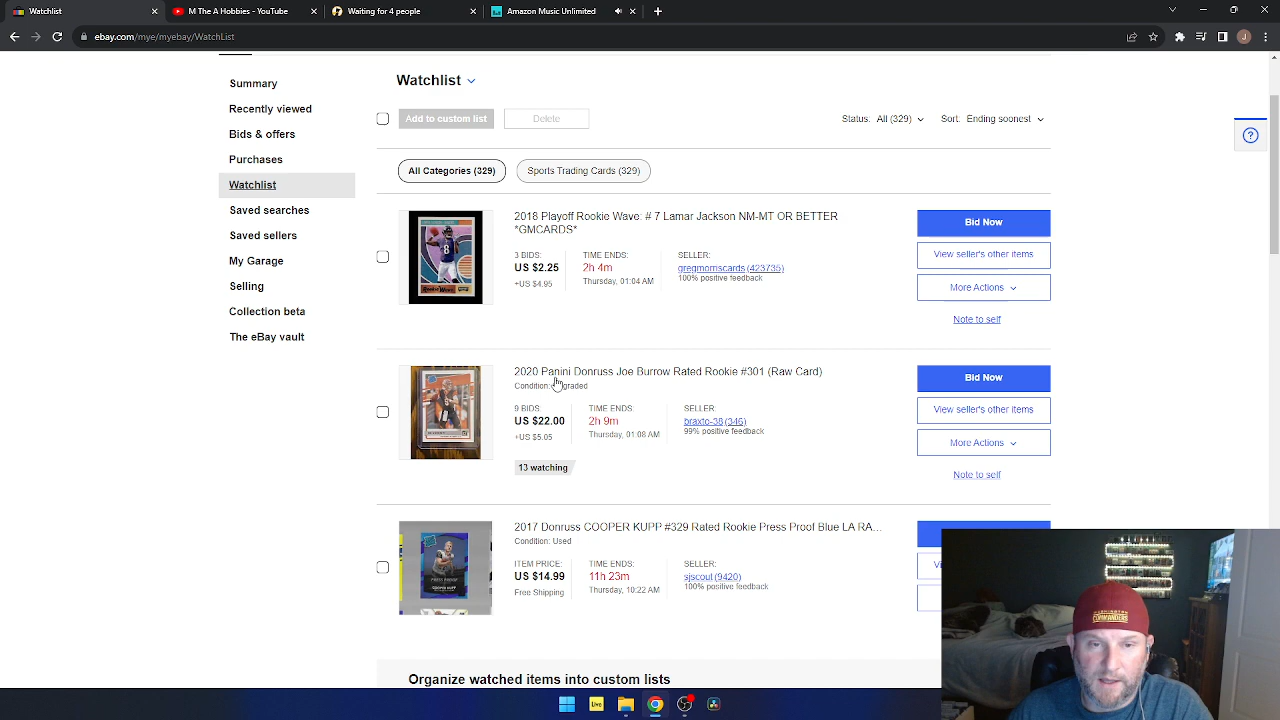 Watchlist
M The A Hobbies - YouTube
Waiting for 4 people
Amazon Music Unlimited
ebay.com/mye/myebay/WatchList
J
Summary
Recently viewed
Bids & offers
Purchases
Watchlist
Saved searches
Saved sellers
My Garage
Selling
Collection beta
The eBay vault
Watchlist
Add to custom list
Delete
Status: All (329)
Sort: Ending soonest
All Categories (329)
Sports Trading Cards (329)
2018 Playoff Rookie Wave: # 7 Lamar Jackson NM-MT OR BETTER
*GMCARDS*
3 BIDS:
US $2.25
+US $4.95
TIME ENDS:
2h 4m
Thursday, 01:04 AM
SELLER:
gregmorriscards (423735)
100% positive feedback
Bid Now
View seller's other items
More Actions
Note to self
2020 Panini Donruss Joe Burrow Rated Rookie #301 (Raw Card)
Condition:
9 BIDS:
US $22.00
+US $5.05
TIME ENDS:
2h 9m
Thursday, 01:08 AM
SELLER:
braxtc-38 (346)
99% positive feedback
13 watching
Bid Now
View seller's other items
More Actions
Note to self
2017 Donruss COOPER KUPP #329 Rated Rookie Press Proof Blue LA RA...
Condition: Used
ITEM PRICE:
US $14.99
Free Shipping
TIME ENDS:
11h 23m
Thursday, 10:22 AM
SELLER:
sjscout (9420)
100% positive feedback
Organize watched items into custom lists
WASHINGTON
COMMANDERS
Live